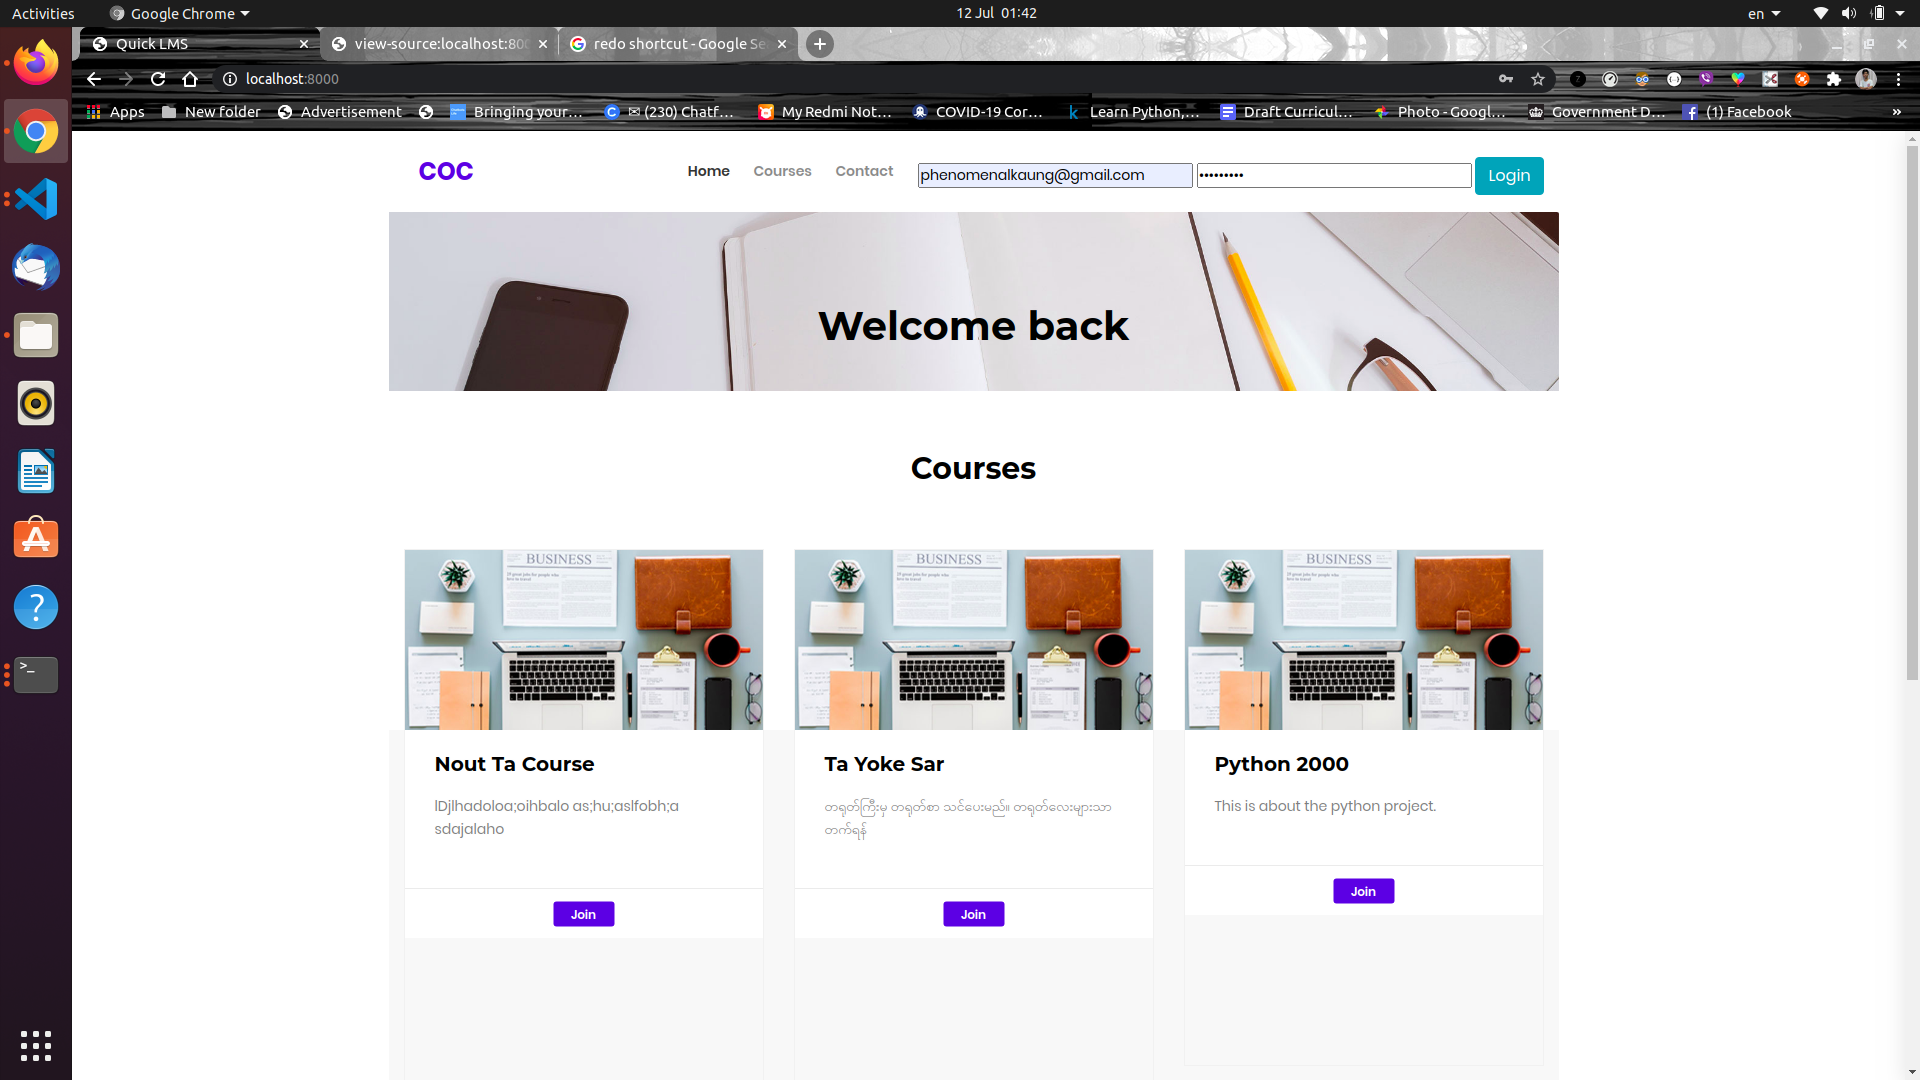 Activities
Google Chrome
12 Jul 01:42
en
Quick LMS
view-source:localhost:800
redo shortcut - Google Se
localhost:8000
Apps
New folder
Advertisement
Bringing your...
✉ (230) Chatf...
My Redmi Not...
COVID-19 Cor...
Learn Python,...
Draft Curricul...
Photo - Googl...
Government D...
(1) Facebook
»
COC
Home
Courses
Contact
phenomenalkaung@gmail.com
•••••••••
Login
Welcome back
Courses
BUSINESS
BUSINESS
BUSINESS
Nout Ta Course
Ta Yoke Sar
Python 2000
lDjlhadoloa;oihbalo as;hu;aslfobh;a
sdajalaho
တရုတ်ကြီးမှ တရုတ်စာ သင်ပေးမည်။ တရုတ်လေးများသာ
တက်ရန်
This is about the python project.
Join
Join
Join